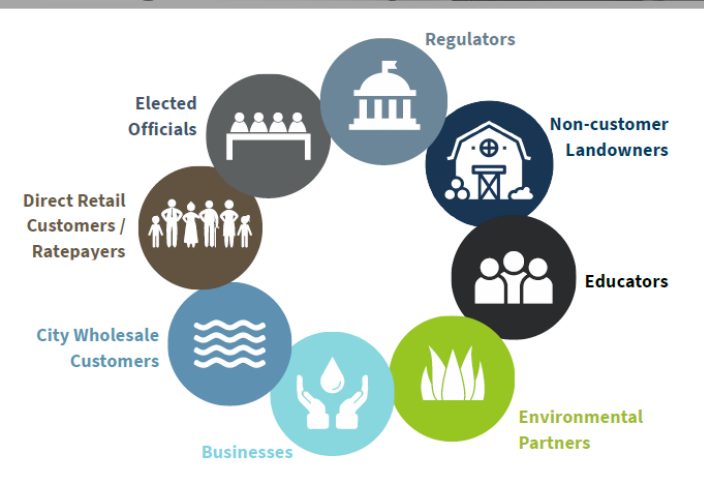 Regulators
Elected
Officials
Non-customer
Landowners
Direct Retail
Customers /
Ratepayers
Educators
City Wholesale
Customers
Environmental
Partners
Businesses